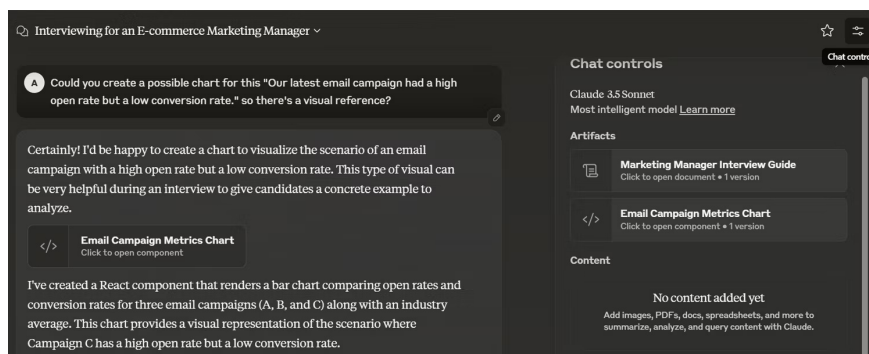 Interviewing for an E-commerce Marketing Manager
Chat
A
Could you create a possible chart for this "Our latest email campaign had a high
open rate but a low conversion rate." so there's a visual reference?
Certainly! I'd be happy to create a chart to visualize the scenario of an email
campaign with a high open rate but a low conversion rate. This type of visual can
be very helpful during an interview to give candidates a concrete example to
analyze.
</>
Email Campaign Metrics Chart
Click to open component
I've created a React component that renders a bar chart comparing open rates and
conversion rates for three email campaigns (A, B, and C) along with an industry
average. This chart provides a visual representation of the scenario where
Campaign C has a high open rate but a low conversion rate.
Chat controls
Claude 3.5 Sonnet
Most intelligent model Learn more
Artifacts
Marketing Manager Interview Guide
Click to open document • 1 version
</>
Email Campaign Metrics Chart
Click to open component • 1 version
Content
No content added yet
Add images, PDFs, docs, spreadsheets, and more to
summarize, analyze, and query content with Claude.